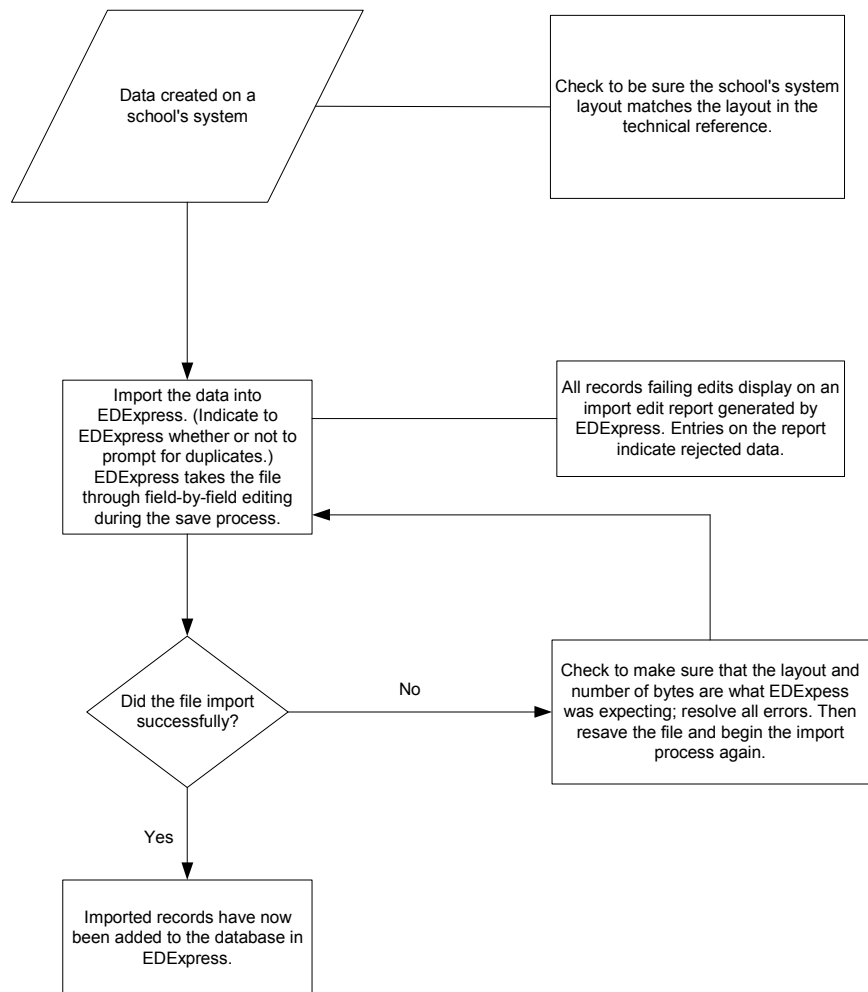 Data created on a
school's system
Check to be sure the school's system
layout matches the layout in the
technical reference.
Import the data into
EDExpress. (Indicate to
EDExpress whether or not to
prompt for duplicates.)
EDExpress takes the file
through field-by-field editing
during the save process.
All records failing edits display on an
import edit report generated by
EDExpress. Entries on the report
indicate rejected data.
Did the file import
successfully?
No
Check to make sure that the layout and
number of bytes are what EDExpess
was expecting; resolve all errors. Then
resave the file and begin the import
process again.
Yes
Imported records have now
been added to the database in
EDExpress.